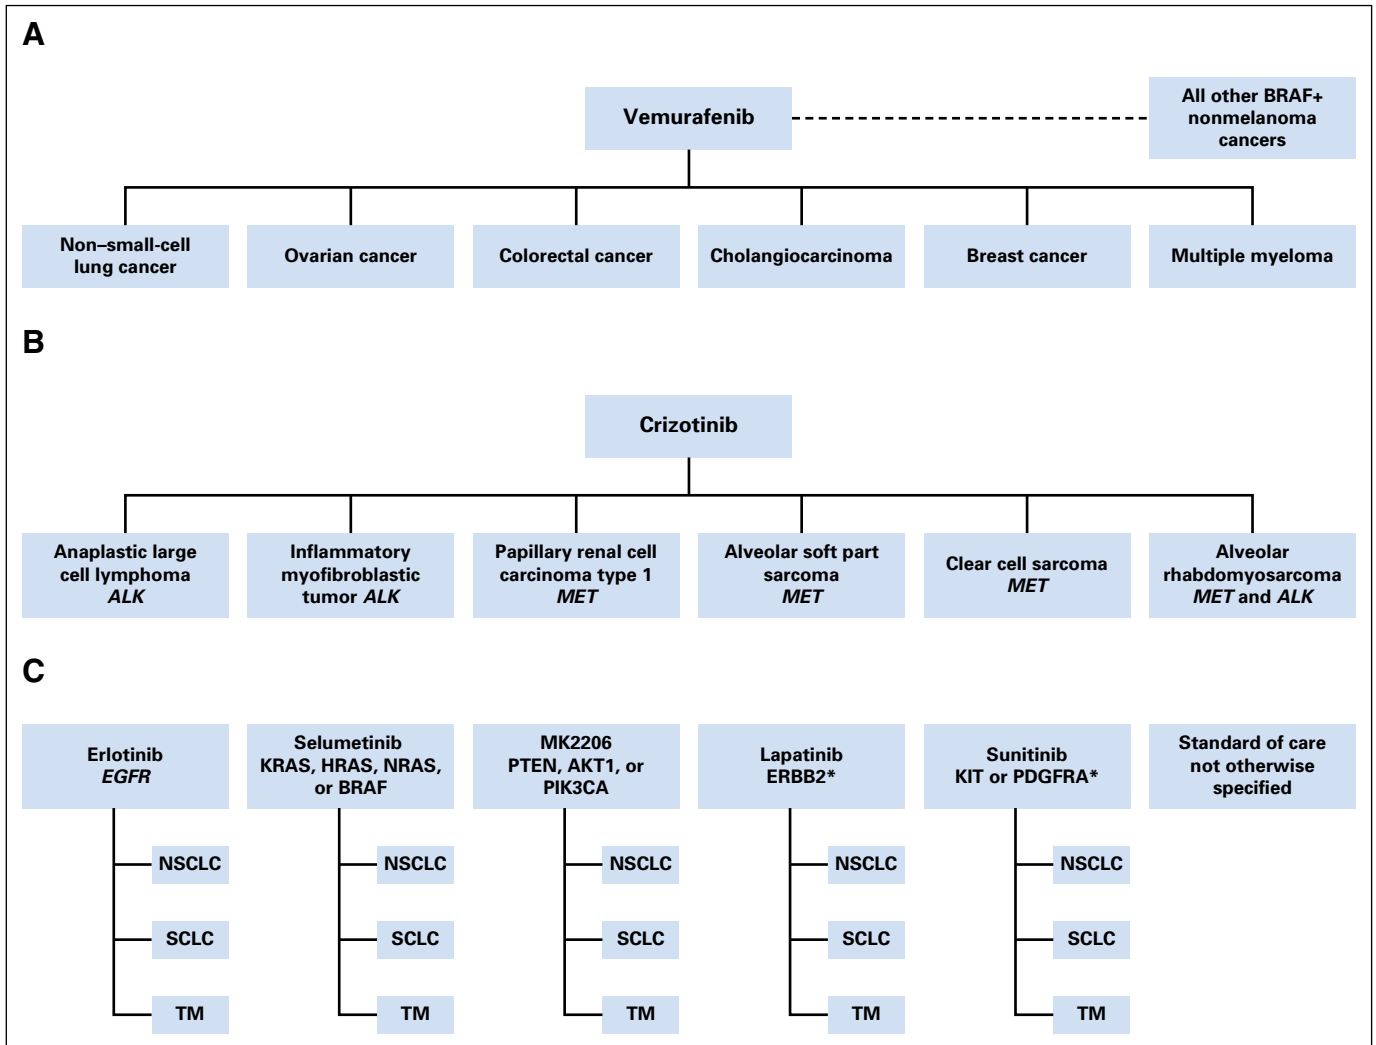 A
Vemurafenib
All other BRAF+
nonmelanoma
cancers
Non–small-cell
lung cancer
Ovarian cancer
Colorectal cancer
Cholangiocarcinoma
Breast cancer
Multiple myeloma
B
Crizotinib
Anaplastic large
cell lymphoma
ALK
Inflammatory
myofibroblastic
tumor ALK
Papillary renal cell
carcinoma type 1
MET
Alveolar soft part
sarcoma
MET
Clear cell sarcoma
MET
Alveolar
rhabdomyosarcoma
MET and ALK
C
Erlotinib
EGFR
Selumetinib
KRAS, HRAS, NRAS,
or BRAF
MK2206
PTEN, AKT1, or
PIK3CA
Lapatinib
ERBB2*
Sunitinib
KIT or PDGFRA*
Standard of care
not otherwise
specified
NSCLC
NSCLC
NSCLC
NSCLC
NSCLC
SCLC
SCLC
SCLC
SCLC
SCLC
TM
TM
TM
TM
TM